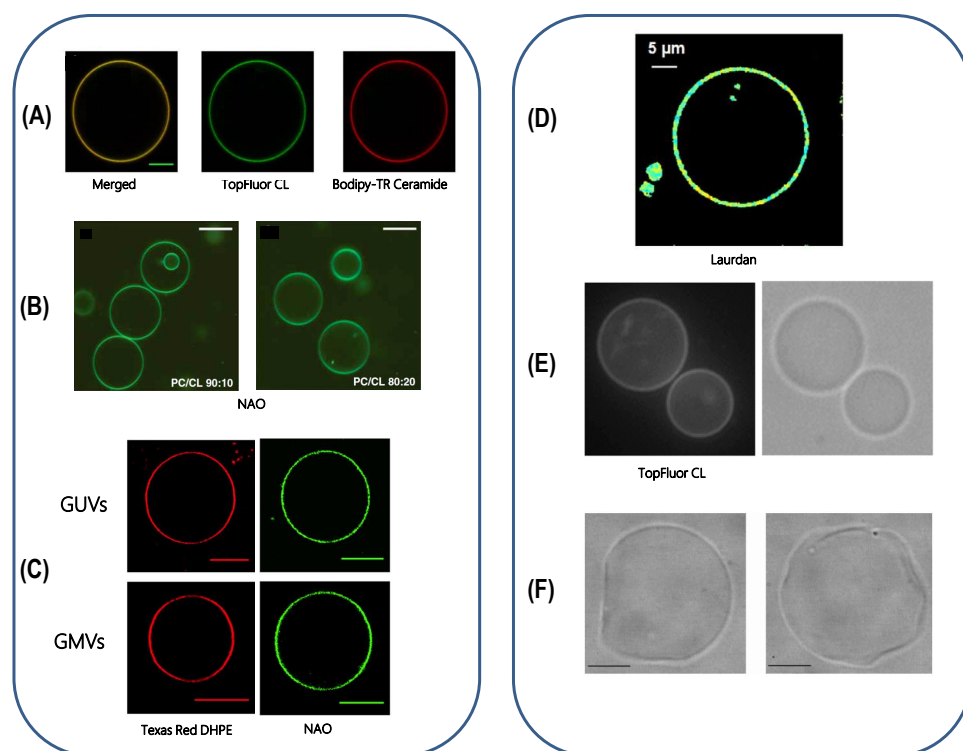 (A)
Merged
TopFluor CL
Bodipy-TR Ceramide
(B)
PC/CL 90:10
PC/CL 80:20
NAO
GUVs
(C)
GMVs
Texas Red DHPE
NAO
(D)
5 µm
Laurdan
(E)
TopFluor CL
(F)